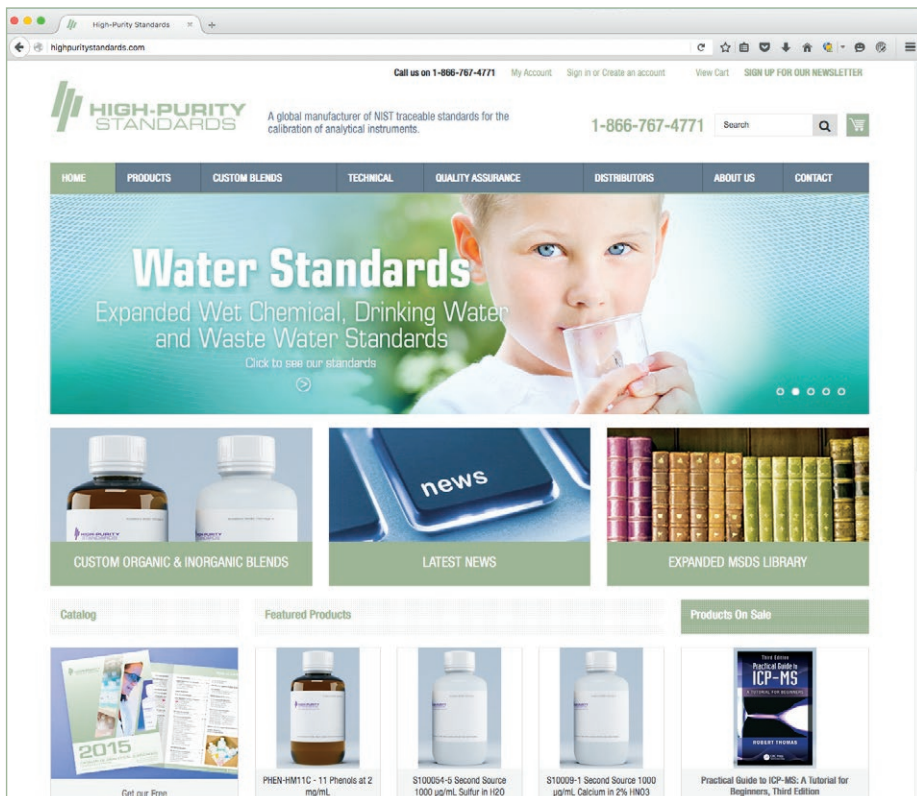 High-Purity Standards
highpuritystandards.com
Call us on 1-866-767-4771 My Account Sign in or Create an account View Cart SIGN UP FOR OUR NEWSLETTER
HIGH-PURITY
STANDARDS
A global manufacturer of NIST traceable standards for the
calibration of analytical instruments.
1-866-767-4771 Search
HOME PRODUCTS CUSTOM BLENDS TECHNICAL QUALITY ASSURANCE DISTRIBUTORS ABOUT US CONTACT
Water Standards
Expanded Wet Chemical, Drinking Water
and Waste Water Standards
Click to see our standards
HIGH-PURITY
STANDARDS
news
CUSTOM ORGANIC & INORGANIC BLENDS
LATEST NEWS
EXPANDED MSDS LIBRARY
Catalog
Featured Products
Products On Sale
2015
Get our Free
PHEN-HM11C - 11 Phenols at 2
mg/mL
S100054-5 Second Source
1000 µg/mL Sulfur in H2O
S10009-1 Second Source 1000
µg/mL Calcium in 2% HNO3
Third Edition
Practical Guide to
ICP-MS
A TUTORIAL FOR BEGINNERS
ROBERT THOMAS
Practical Guide to ICP-MS: A Tutorial for
Beginners, Third Edition